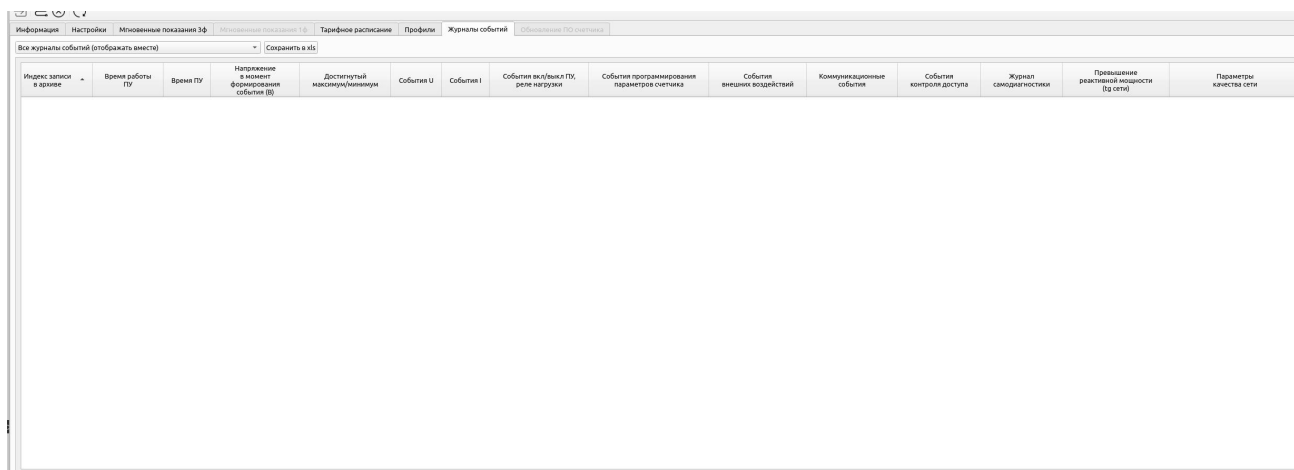 Информация Настройки Мгновенные показания 3ф Мгновенные показания 1ф Тарифное расписание Профили Журналы событий Обновление ПО счетчика
Все журналы событий (отображать вместе) Сохранить в xls
Индекс записи
в архиве
Время работы
ПУ
Время ПУ
Напряжение
в момент
формирования
события (В)
Достигнутый
максимум/минимум
События U
События I
События вкл/выкл ПУ,
реле нагрузки
События программирования
параметров счетчика
События
внешних воздействий
Коммуникационные
события
События
контроля доступа
Журнал
самодиагностики
Превышение
реактивной мощности
(tg сети)
Параметры
качества сети